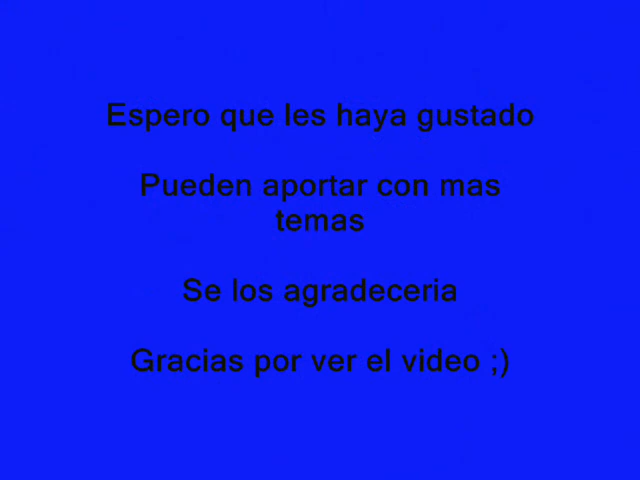 Espero que les haya gustado
Pueden aportar con mas
temas
Se los agradeceria
Gracias por ver el video ;)